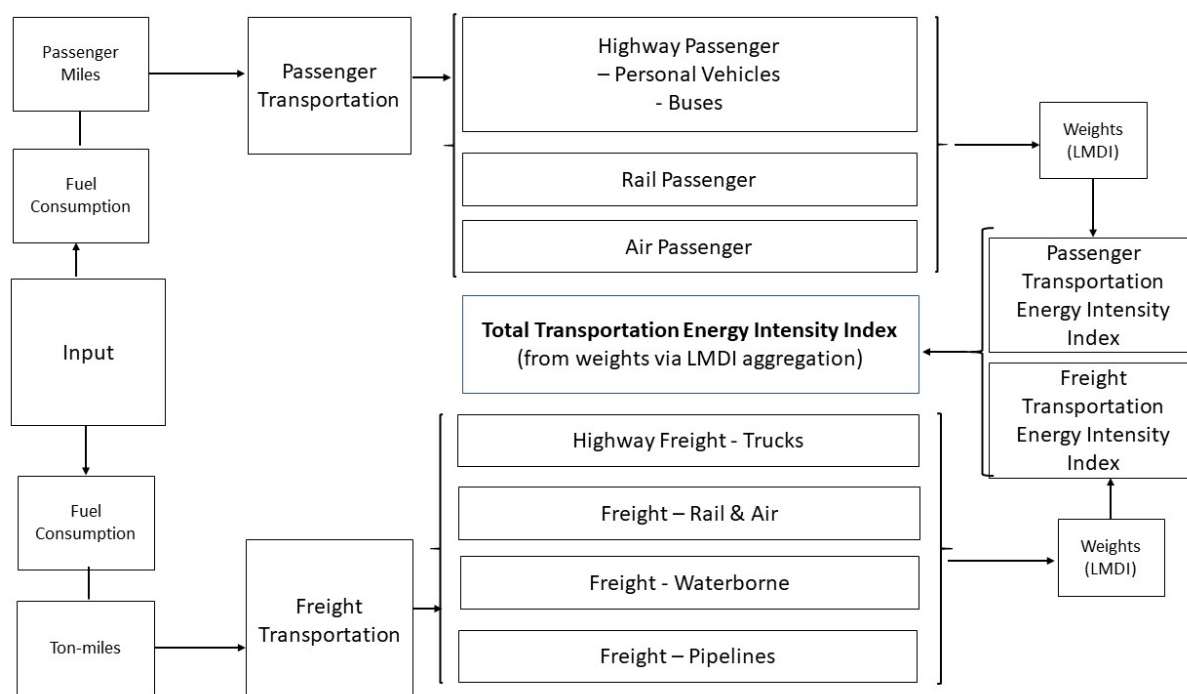 Passenger
Miles
Passenger
Transportation
Highway Passenger
– Personal Vehicles
- Buses
Weights
(LMDI)
Fuel
Consumption
Rail Passenger
Air Passenger
Passenger
Transportation
Energy Intensity
Index
Input
Total Transportation Energy Intensity Index
(from weights via LMDI aggregation)
Freight
Transportation
Energy Intensity
Index
Highway Freight - Trucks
Fuel
Consumption
Freight – Rail & Air
Weights
(LMDI)
Freight - Waterborne
Freight
Transportation
Ton-miles
Freight – Pipelines